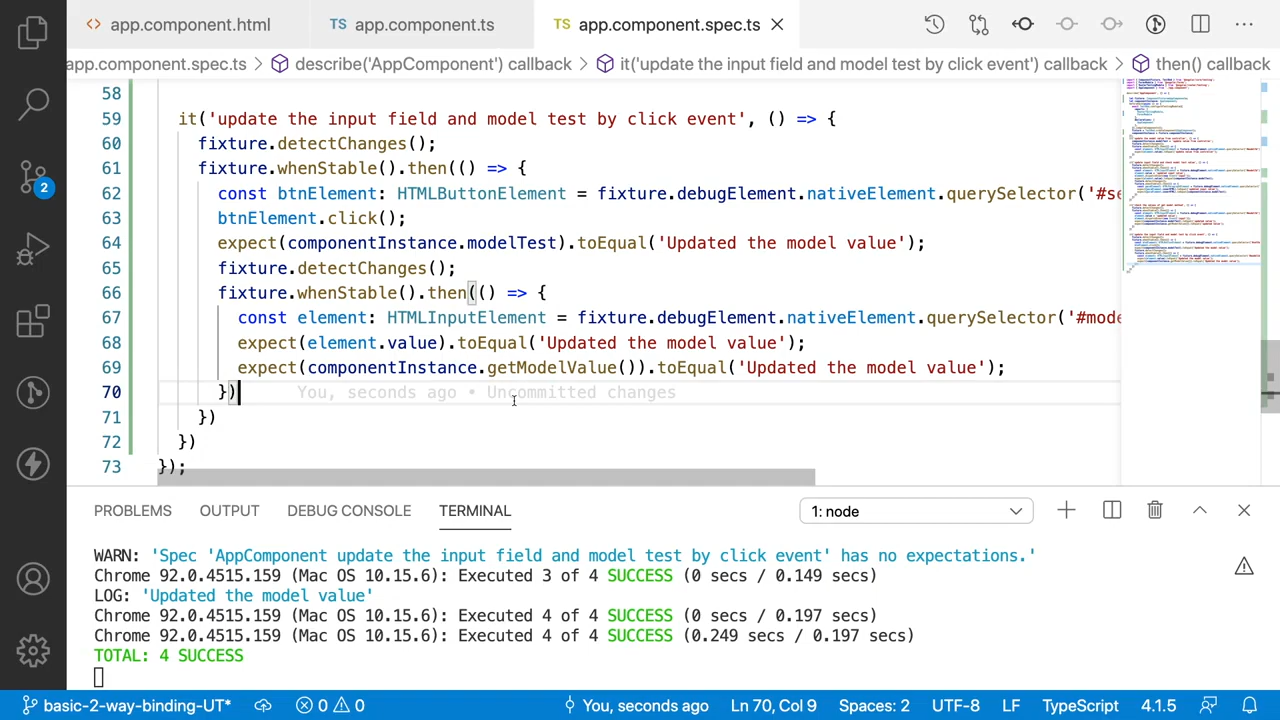 <> app.component.html
TS app.component.ts
TS app.component.spec.ts
app.component.spec.ts > describe('AppComponent') callback > it('update the input field and model test by click event') callback > then() callback
58
59 it('update the input field and model test by click event', () => {
60 fixture.detectChanges();
61 fixture.whenStable().then(() => {
62 const btnElement: HTMLElement = fixture.debugElement.nativeElement.querySelector('#se
63 btnElement.click();
64 expect(componentInstance.modelTest).toEqual('Updated the model value');
65 fixture.detectChanges();
66 fixture.whenStable().then(() => {
67 const element: HTMLInputElement = fixture.debugElement.nativeElement.querySelector('#mode
68 expect(element.value).toEqual('Updated the model value');
69 expect(componentInstance.getModelValue()).toEqual('Updated the model value');
70 }) You, seconds ago • Uncommitted changes
71 })
72 })
73 });
2
PROBLEMS OUTPUT DEBUG CONSOLE TERMINAL 1: node
WARN: 'Spec 'AppComponent update the input field and model test by click event' has no expectations.'
Chrome 92.0.4515.159 (Mac OS 10.15.6): Executed 3 of 4 SUCCESS (0 secs / 0.149 secs)
LOG: 'Updated the model value'
Chrome 92.0.4515.159 (Mac OS 10.15.6): Executed 4 of 4 SUCCESS (0 secs / 0.197 secs)
Chrome 92.0.4515.159 (Mac OS 10.15.6): Executed 4 of 4 SUCCESS (0.249 secs / 0.197 secs)
TOTAL: 4 SUCCESS
basic-2-way-binding-UT* 0 0 You, seconds ago Ln 70, Col 9 Spaces: 2 UTF-8 LF TypeScript 4.1.5